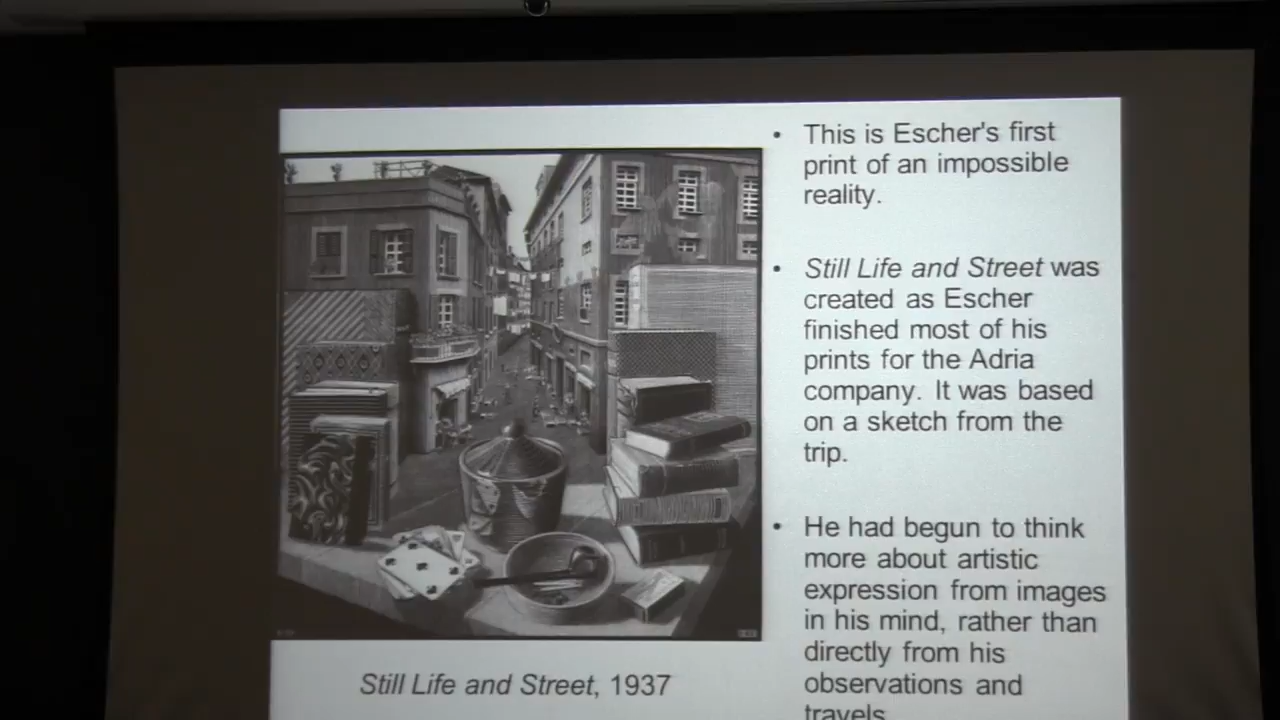 • This is Escher's first
print of an impossible
reality.
• Still Life and Street was
created as Escher
finished most of his
prints for the Adria
company. It was based
on a sketch from the
trip.
• He had begun to think
more about artistic
expression from images
in his mind, rather than
directly from his
observations and
travels
Still Life and Street, 1937